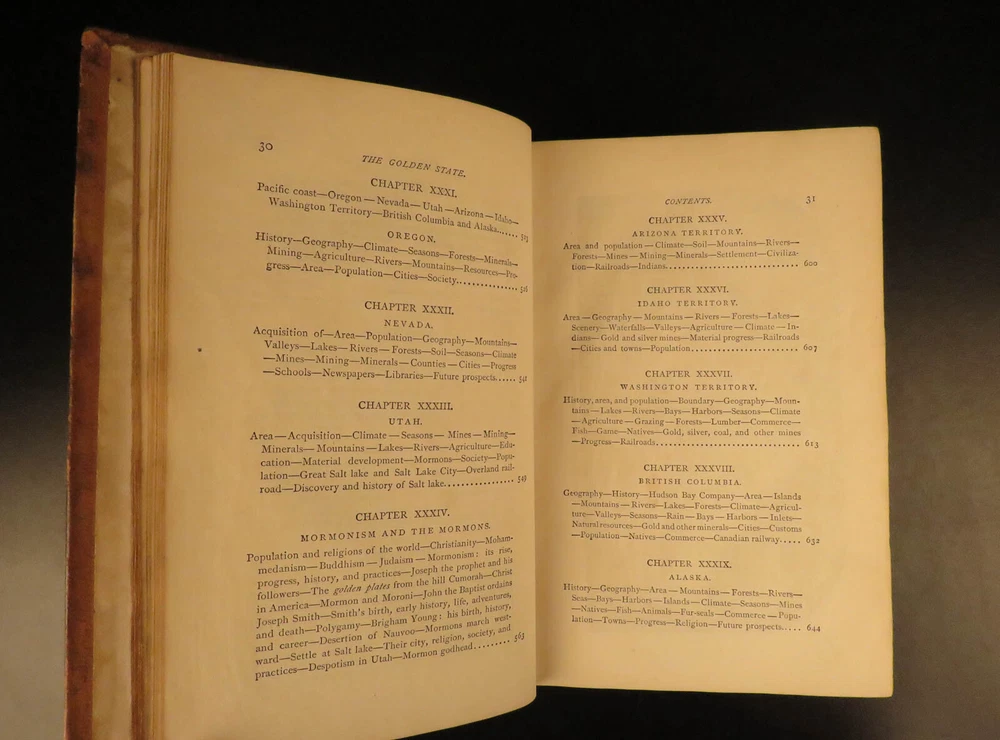 30
THE GOLDEN STATE.
CHAPTER XXXI.
Pacific coast—Oregon—Nevada—Utah—Arizona—Idaho—
Washington Territory—British Columbia and Alaska....... 513
OREGON.
History—Geography—Climate—Seasons—Forests—Minerals—
Mining—Agriculture—Rivers—Mountains—Resources—Pro-
gress—Area—Population—Cities—Society............... 516
CHAPTER XXXII.
NEVADA.
Acquisition of—Area—Population—Geography—Mountains—
Valleys—Lakes—Rivers—Forests—Soil—Seasons—Climate
—Mines—Mining—Minerals—Counties—Cities—Progress
—Schools—Newspapers—Libraries—Future prospects...... 541
CHAPTER XXXIII.
UTAH.
Area—Acquisition—Climate—Seasons—Mines—Mining—
Minerals—Mountains—Lakes—Rivers—Agriculture—Edu-
cation—Material development—Mormons—Society—Popu-
lation—Great Salt lake and Salt Lake City—Overland rail-
road—Discovery and history of Salt lake................ 549
CHAPTER XXXIV.
MORMONISM AND THE MORMONS.
Population and religions of the world—Christianity—Moham-
medanism—Buddhism—Judaism—Mormonism: its rise,
progress, history, and practices—Joseph the prophet and his
followers—The golden plates from the hill Cumorah—Christ
in America—Mormon and Moroni—John the Baptist ordains
Joseph Smith—Smith's birth, early history, life, adventures,
and death—Polygamy—Brigham Young: his birth, history,
and career—Desertion of Nauvoo—Mormons march west-
ward—Settle at Salt lake—Their city, religion, society, and
practices—Despotism in Utah—Mormon godhead......... 563
CONTENTS.
31
CHAPTER XXXV.
ARIZONA TERRITORY.
Area and population—Climate—Soil—Mountains—Rivers—
Forests—Mines—Mining—Minerals—Settlement—Civiliza-
tion—Railroads—Indians.............................. 600
CHAPTER XXXVI.
IDAHO TERRITORY.
Area—Geography—Mountains—Rivers—Forests—Lakes—
Scenery—Waterfalls—Valleys—Agriculture—Climate—In-
dians—Gold and silver mines—Material progress—Railroads
—Cities and towns—Population........................ 607
CHAPTER XXXVII.
WASHINGTON TERRITORY.
History, area, and population—Boundary—Geography—Moun-
tains—Lakes—Rivers—Bays—Harbors—Seasons—Climate
—Agriculture—Grazing—Forests—Lumber—Commerce—
Fish—Game—Natives—Gold, silver, coal, and other mines
—Progress—Railroads................................. 613
CHAPTER XXXVIII.
BRITISH COLUMBIA.
Geography—History—Hudson Bay Company—Area—Islands
—Mountains—Rivers—Lakes—Forests—Climate—Agricul-
ture—Valleys—Seasons—Rain—Bays—Harbors—Inlets—
Natural resources—Gold and other minerals—Cities—Customs
—Population—Natives—Commerce—Canadian railway..... 632
CHAPTER XXXIX.
ALASKA.
History—Geography—Area—Mountains—Forests—Rivers—
Seas—Bays—Harbors—Islands—Climate—Seasons—Mines
—Natives—Fish—Animals—Fur-seals—Commerce—Popu-
lation—Towns—Progress—Religion—Future prospects..... 644